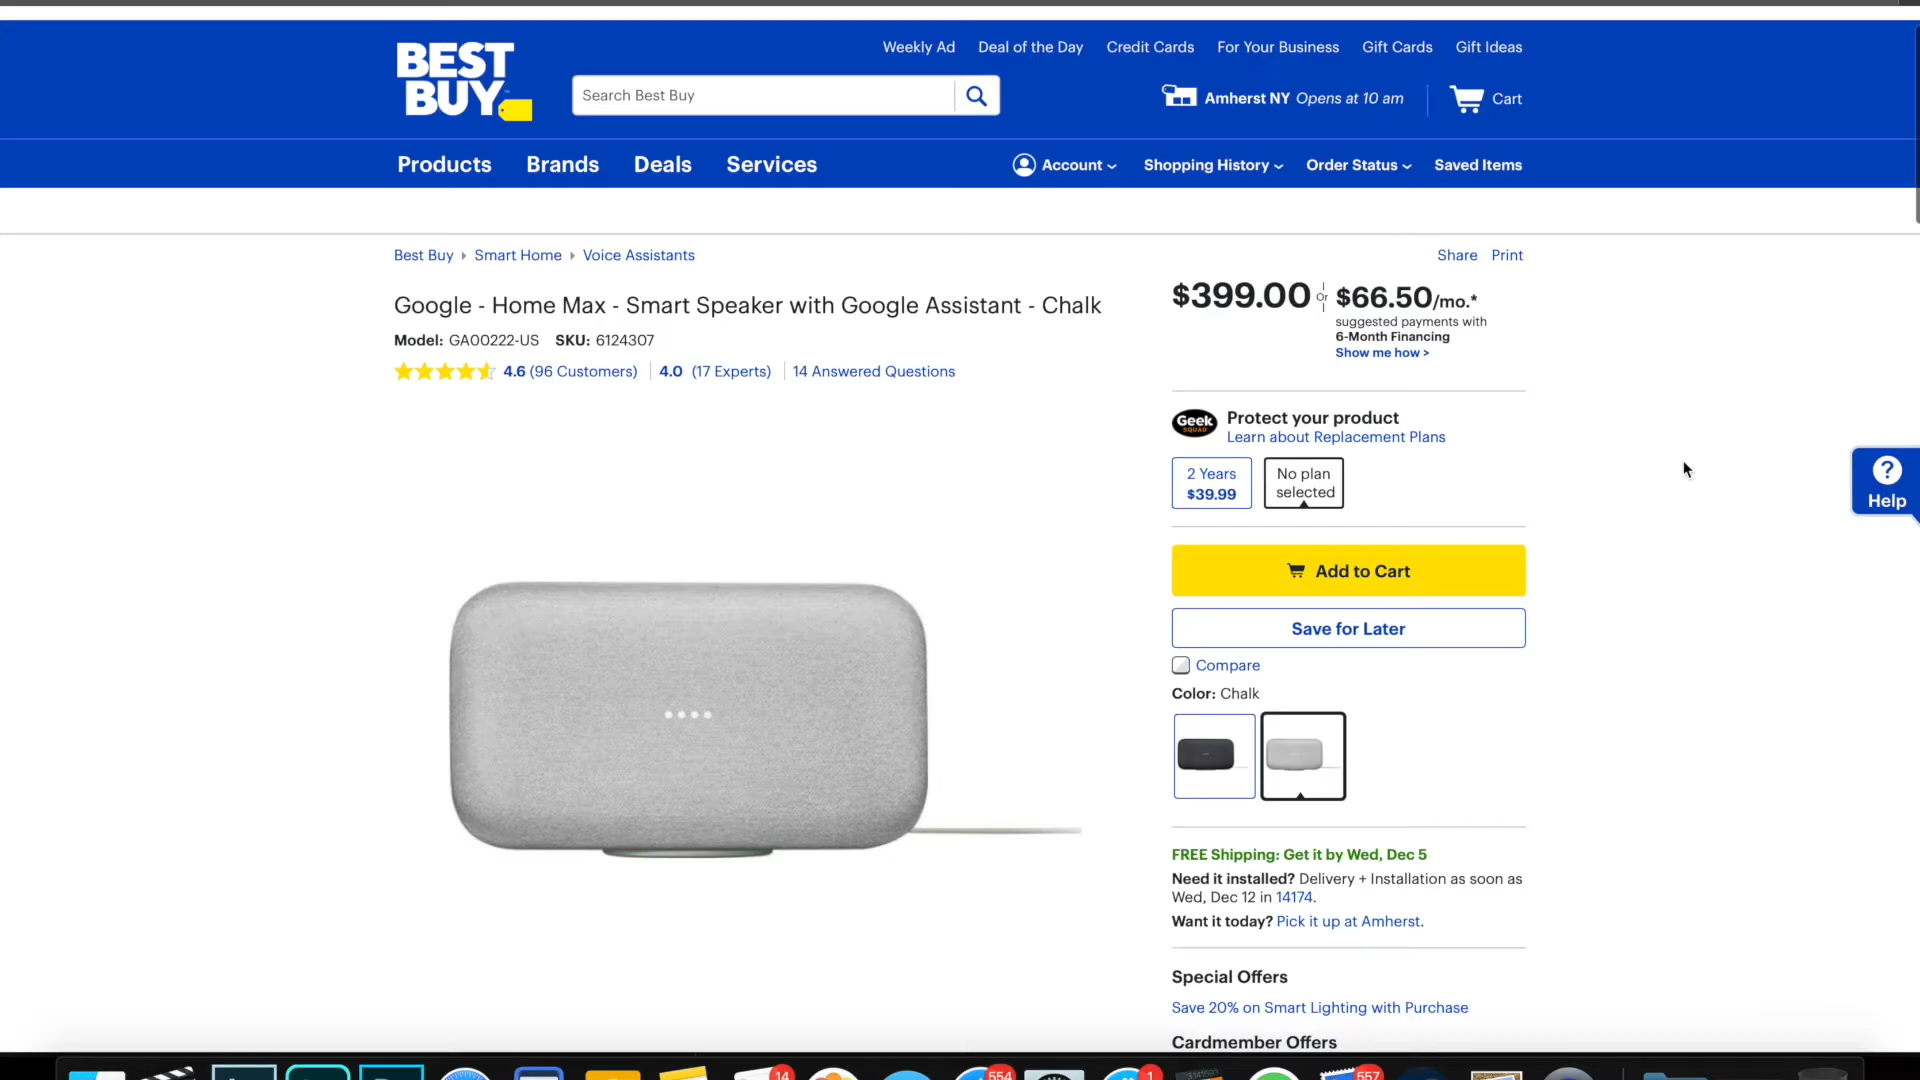 Weekly Ad Deal of the Day Credit Cards For Your Business Gift Cards Gift Ideas
BEST
BUY
Search Best Buy
Amherst NY Opens at 10 am
Cart
Products Brands Deals Services
Account Shopping History Order Status Saved Items
Best Buy Smart Home Voice Assistants
Share Print
Google - Home Max - Smart Speaker with Google Assistant - Chalk
Model: GA00222-US SKU: 6124307
4.6 (96 Customers) 4.0 (17 Experts) 14 Answered Questions
$399.00 Or $66.50/mo.*
suggested payments with
6-Month Financing
Show me how >
Geek
SQUAD
Protect your product
Learn about Replacement Plans
2 Years
$39.99
No plan
selected
? Help
Add to Cart
Save for Later
Compare
Color: Chalk
FREE Shipping: Get it by Wed, Dec 5
Need it installed? Delivery + Installation as soon as
Wed, Dec 12 in 14174.
Want it today? Pick it up at Amherst.
Special Offers
Save 20% on Smart Lighting with Purchase
Cardmember Offers
14
554
1
557